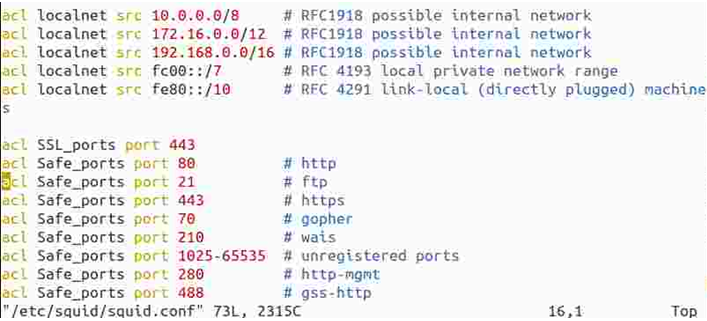 acl localnet src 10.0.0.0/8     # RFC1918 possible internal network
acl localnet src 172.16.0.0/12  # RFC1918 possible internal network
acl localnet src 192.168.0.0/16 # RFC1918 possible internal network
acl localnet src fc00::/7       # RFC 4193 local private network range
acl localnet src fe80::/10      # RFC 4291 link-local (directly plugged) machine
s
acl SSL_ports port 443
acl Safe_ports port 80          # http
acl Safe_ports port 21          # ftp
acl Safe_ports port 443         # https
acl Safe_ports port 70          # gopher
acl Safe_ports port 210         # wais
acl Safe_ports port 1025-65535  # unregistered ports
acl Safe_ports port 280         # http-mgmt
acl Safe_ports port 488         # gss-http
"/etc/squid/squid.conf" 73L, 2315C                            16,1          Top